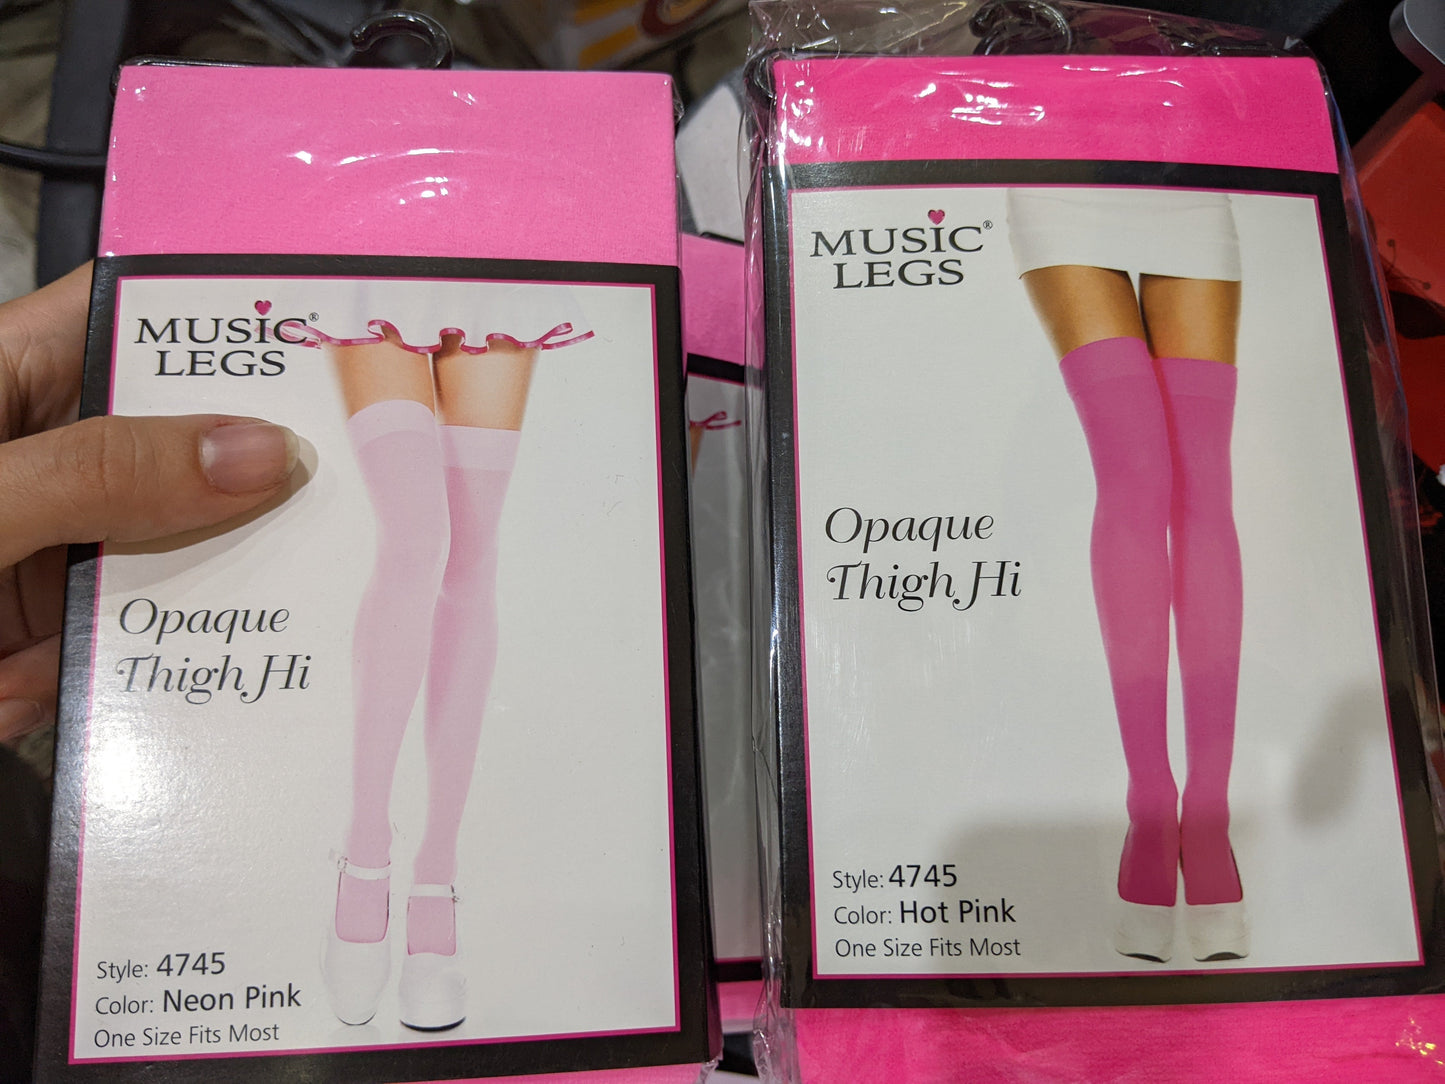 MUSIC®
LEGS
Opaque
Thigh Hi
Style: 4745
Color: Neon Pink
One Size Fits Most
MUSIC®
LEGS
Opaque
Thigh Hi
Style: 4745
Color: Hot Pink
One Size Fits Most